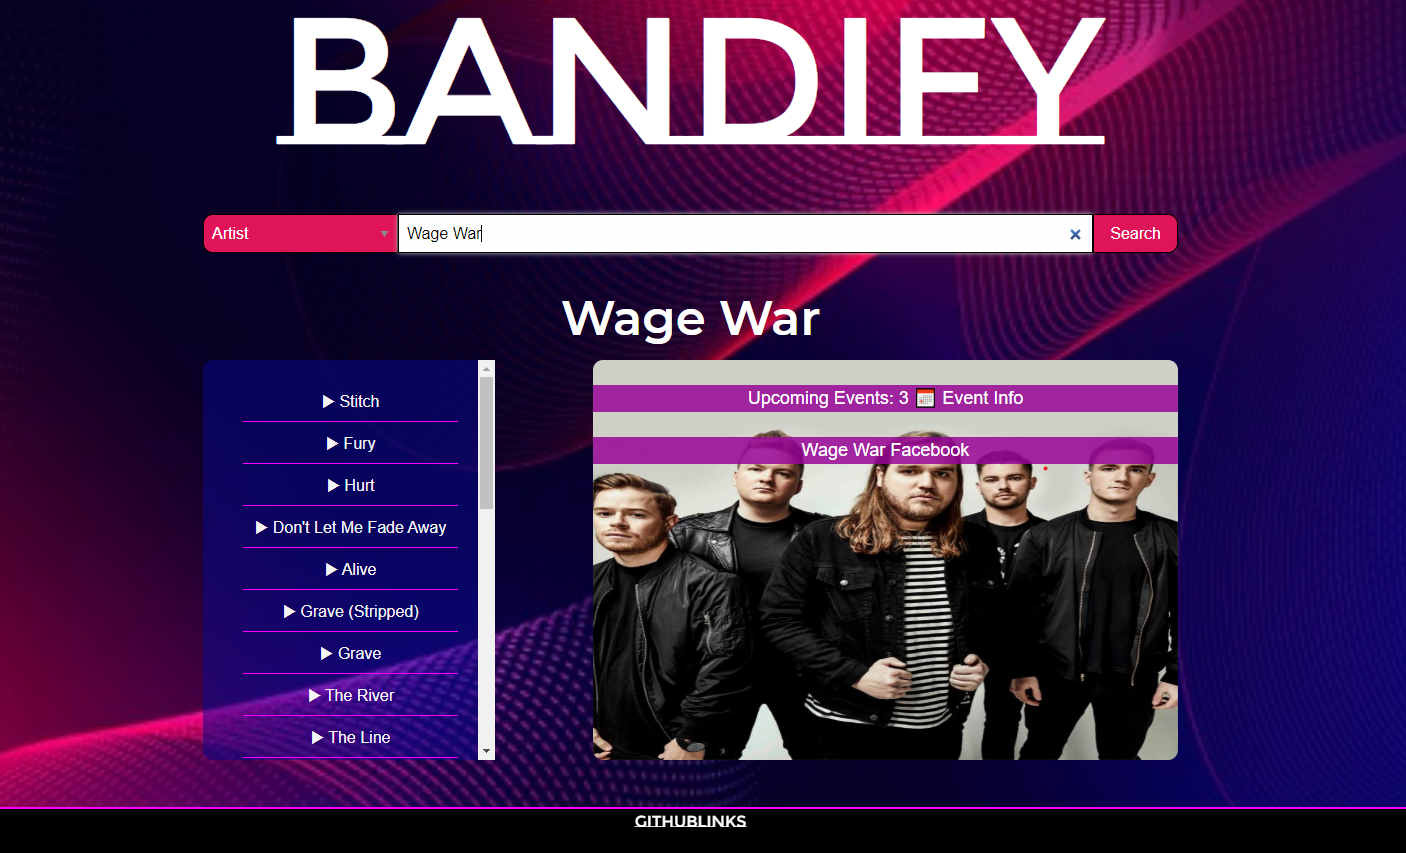 BANDIFY
Artist
Wage War
Search
Wage War
Stitch
Fury
Hurt
Don't Let Me Fade Away
Alive
Grave (Stripped)
Grave
The River
The Line
Upcoming Events: 3 📅 Event Info
Wage War Facebook
GITHUBLINKS